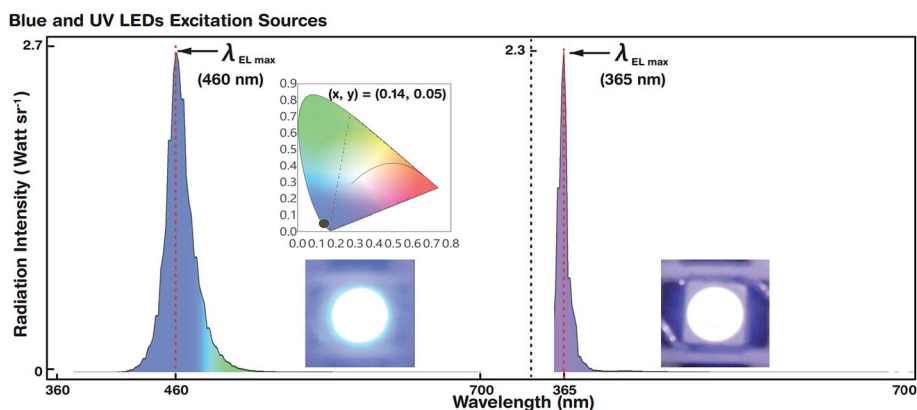 Blue and UV LEDs Excitation Sources
2.7
λ EL max
(460 nm)
2.3
λ EL max
(365 nm)
Radiation Intensity (Watt sr⁻¹)
(x, y) = (0.14, 0.05)
0.9
0.8
0.7
0.6
0.5
0.4
0.3
0.2
0.1
0.0
0.0 0.1 0.2 0.3 0.4 0.5 0.6 0.7 0.8
0
360 460 700 365 700
Wavelength (nm)